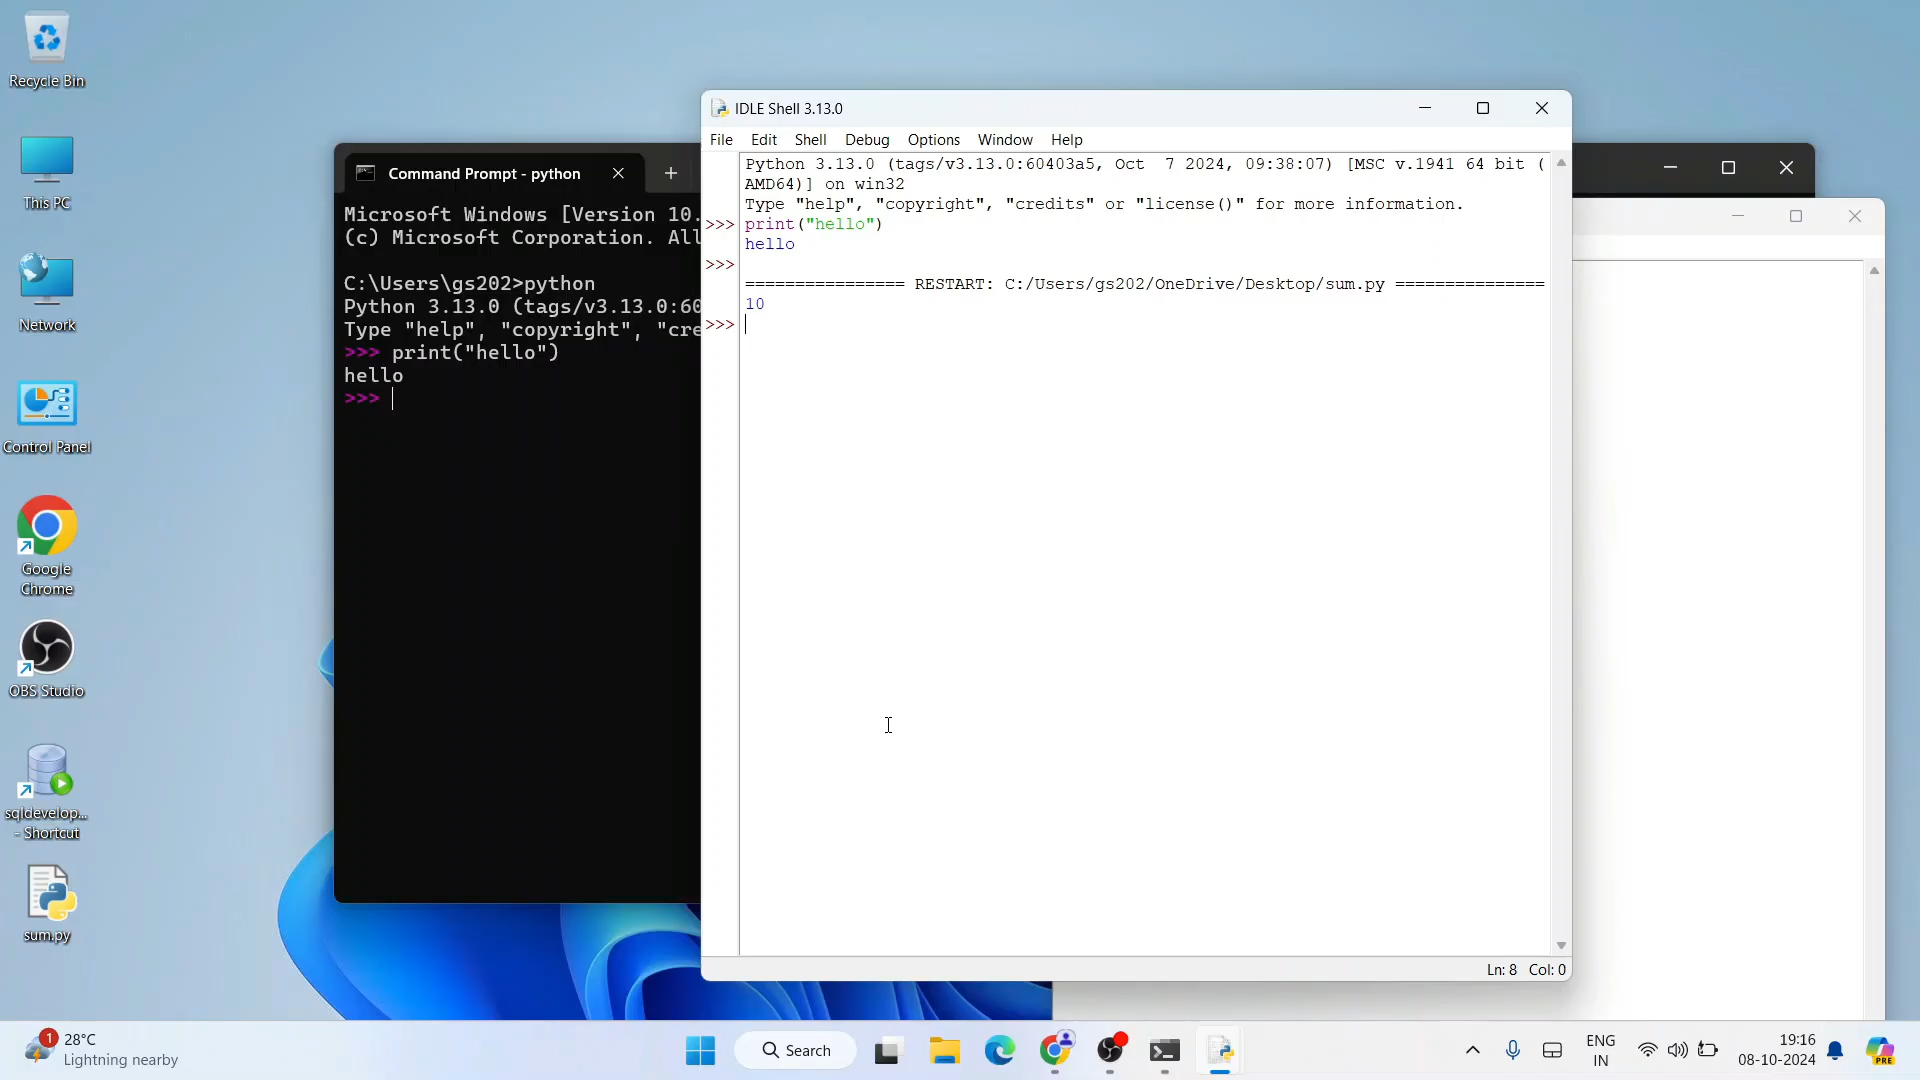 Recycle Bin
This PC
Network
Control Panel
Google
Chrome
OBS Studio
sqldevelop...
- Shortcut
sum.py
Command Prompt - python
Microsoft Windows [Version 10.
(c) Microsoft Corporation. All
C:\Users\gs202>python
Python 3.13.0 (tags/v3.13.0:60
Type "help", "copyright", "cre
>>> print("hello")
hello
>>>
IDLE Shell 3.13.0
File Edit Shell Debug Options Window Help
Python 3.13.0 (tags/v3.13.0:60403a5, Oct  7 2024, 09:38:07) [MSC v.1941 64 bit (
AMD64)] on win32
Type "help", "copyright", "credits" or "license()" for more information.
>>> print("hello")
hello
>>>
================ RESTART: C:/Users/gs202/OneDrive/Desktop/sum.py ===============
10
>>>
Ln: 8 Col: 0
1
28°C
Lightning nearby
Search
ENG
IN
19:16
08-10-2024
PRE